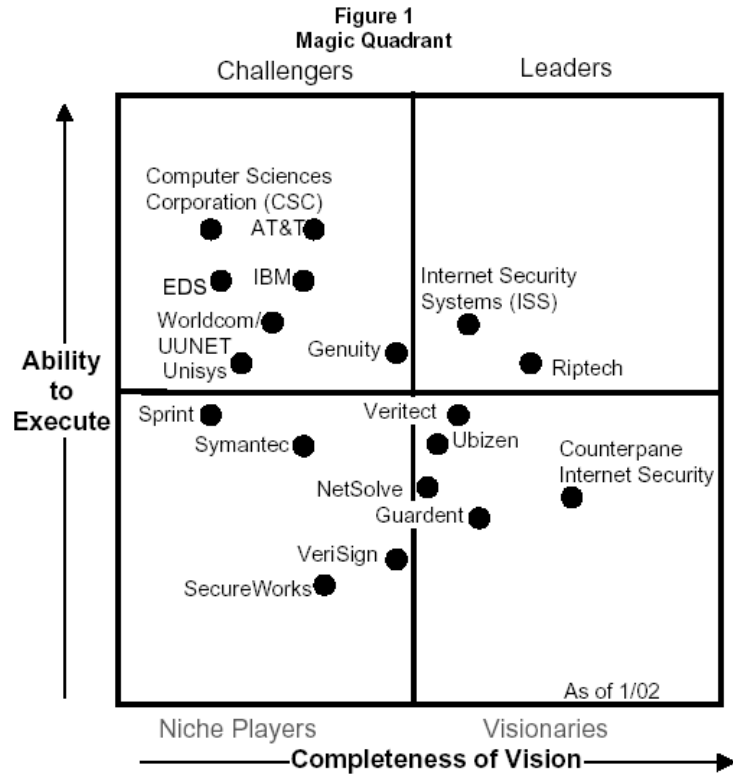 Figure 1
Magic Quadrant
Challengers
Leaders
Computer Sciences
Corporation (CSC)
AT&T
EDS
IBM
Worldcom/
UUNET
Unisys
Genuity
Internet Security
Systems (ISS)
Riptech
Ability
to
Execute
Sprint
Symantec
Veritect
Ubizen
NetSolve
Guardent
Counterpane
Internet Security
VeriSign
SecureWorks
As of 1/02
Niche Players
Visionaries
Completeness of Vision